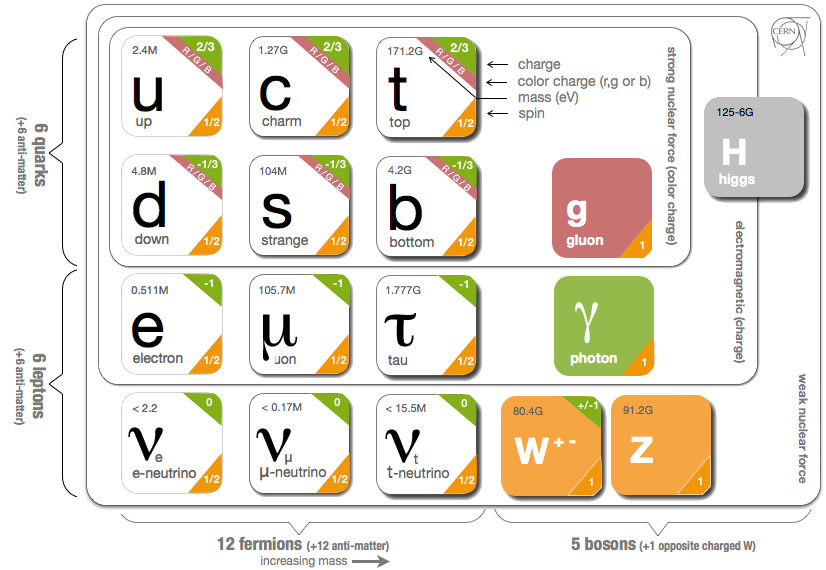 CERN
2.4M
2/3
R/G/B
u
up
1/2
1.27G
2/3
R/G/B
c
charm
1/2
171.2G
2/3
R/G/B
t
top
1/2
charge
color charge (r,g or b)
mass (eV)
spin
strong nuclear force (color charge)
125-6G
H
higgs
6 quarks
(+6 anti-matter)
4.8M
-1/3
R/G/B
d
down
1/2
104M
-1/3
R/G/B
s
strange
1/2
4.2G
-1/3
R/G/B
b
bottom
1/2
g
gluon
1
electromagnetic (charge)
6 leptons
(+6 anti-matter)
0.511M
-1
e
electron
1/2
105.7M
-1
μ
uon
1/2
1.777G
-1
τ
tau
1/2
γ
photon
1
weak nuclear force
< 2.2
0
νe
e-neutrino
1/2
< 0.17M
0
νμ
μ-neutrino
1/2
< 15.5M
0
νt
t-neutrino
1/2
80.4G
+/-1
W+-
1
91.2G
Z
1
12 fermions (+12 anti-matter)
increasing mass
5 bosons (+1 opposite charged W)